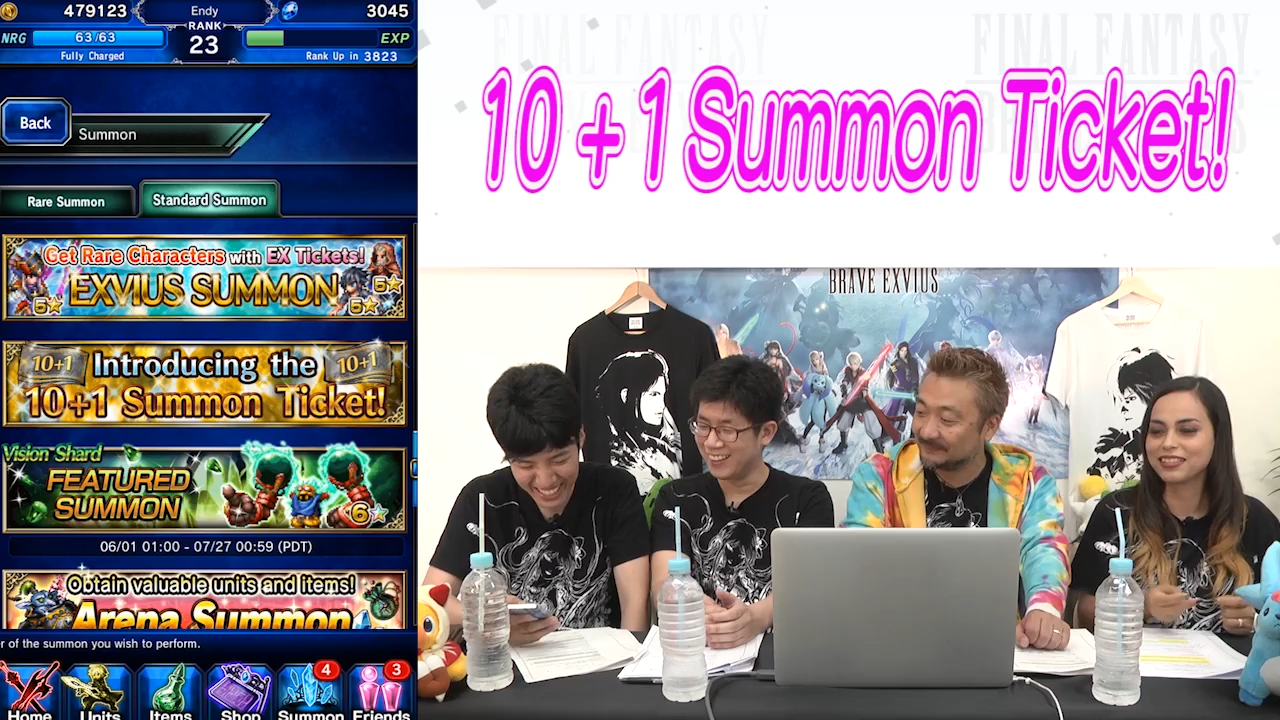 479123
Endy
3045
RANK
23
NRG
63/63
Fully Charged
EXP
Rank Up in 3823
Back
Summon
Rare Summon
Standard Summon
Get Rare Characters with EX Tickets!
EXVIUS SUMMON
5
5
10+1
Introducing the
10+1
10+1 Summon Ticket!
Vision Shard
FEATURED
SUMMON
6
06/01 01:00 - 07/27 00:59 (PDT)
Obtain valuable units and items!
Arena Summon
er of the summon you wish to perform.
4
3
Home
Units
Items
Shop
Summon
Friends
FINAL FANTASY
FINAL FANTASY
10 + 1 Summon Ticket!
BRAVE EXVIUS